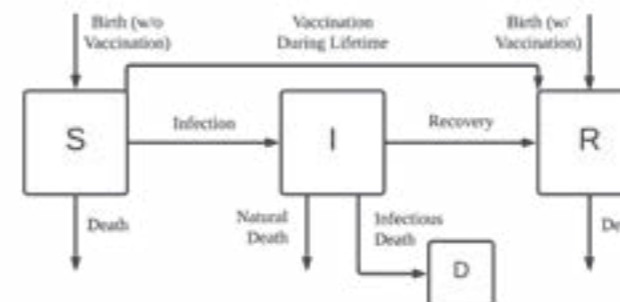 Birth (w/o
Vaccination)
Vaccination
During Lifetime
Birth (w/
Vaccination)
S
Infection
I
Recovery
R
Death
Natural
Death
Infectious
Death
D